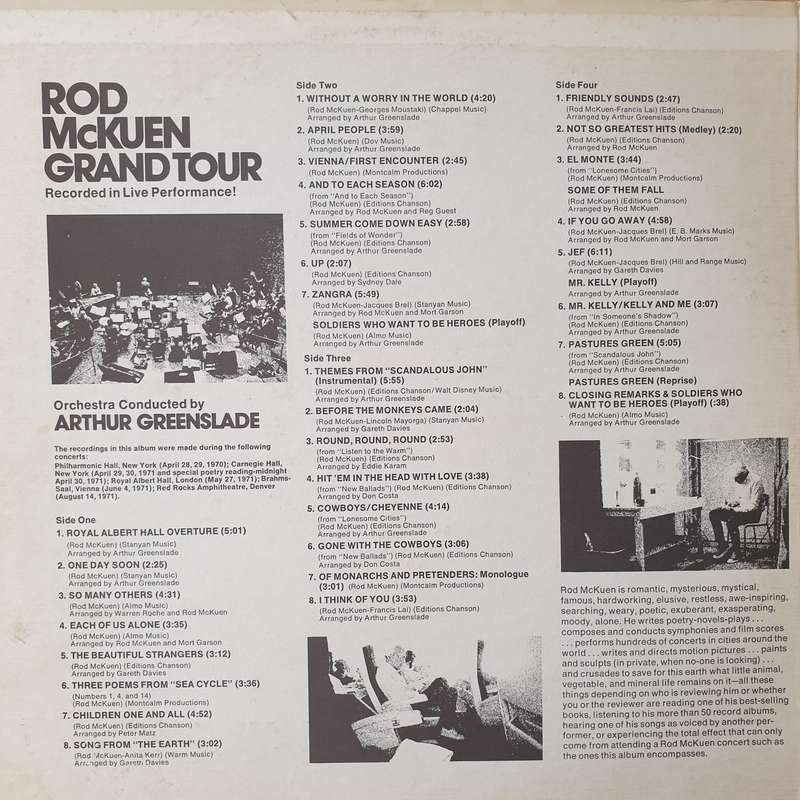 ROD
McKUEN
GRAND TOUR
Recorded in Live Performance!
Orchestra Conducted by
ARTHUR GREENSLADE
The recordings in this album were made during the following
concerts:
Philharmonic Hall, New York (April 28, 29, 1970); Carnegie Hall,
New York (April 29, 30, 1971 and special poetry reading-midnight
April 30, 1971); Royal Albert Hall, London (May 27, 1971); Brahms-
Saal, Vienna (June 4, 1971); Red Rocks Amphitheatre, Denver
(August 14, 1971).
Side One
1. ROYAL ALBERT HALL OVERTURE (5:01)
(Rod McKuen) (Stanyan Music)
Arranged by Arthur Greenslade
2. ONE DAY SOON (2:25)
(Rod McKuen) (Stanyan Music)
Arranged by Arthur Greenslade
3. SO MANY OTHERS (4:31)
(Rod McKuen) (Almo Music)
Arranged by Warren Roche and Rod McKuen
4. EACH OF US ALONE (3:35)
(Rod McKuen) (Almo Music)
Arranged by Rod McKuen and Mort Garson
5. THE BEAUTIFUL STRANGERS (3:12)
(Rod McKuen) (Editions Chanson)
Arranged by Gareth Davies
6. THREE POEMS FROM "SEA CYCLE" (3:36)
(Numbers 1, 4, and 14)
(Rod McKuen) (Montcalm Productions)
7. CHILDREN ONE AND ALL (4:52)
(Rod McKuen) (Editions Chanson)
Arranged by Peter Matz
8. SONG FROM "THE EARTH" (3:02)
(Rod McKuen-Anita Kerr) (Warm Music)
Arranged by Gareth Davies
Side Two
1. WITHOUT A WORRY IN THE WORLD (4:20)
(Rod McKuen-Georges Moustaki) (Chappel Music)
Arranged by Arthur Greenslade
2. APRIL PEOPLE (3:59)
(Rod McKuen) (Dov Music)
Arranged by Arthur Greenslade
3. VIENNA/FIRST ENCOUNTER (2:45)
(Rod McKuen) (Montcalm Productions)
4. AND TO EACH SEASON (6:02)
(from "And to Each Season")
(Rod McKuen) (Editions Chanson)
Arranged by Rod McKuen and Reg Guest
5. SUMMER COME DOWN EASY (2:58)
(from "Fields of Wonder")
(Rod McKuen) (Editions Chanson)
Arranged by Arthur Greenslade
6. UP (2:07)
(Rod McKuen) (Editions Chanson)
Arranged by Sydney Dale
7. ZANGRA (5:49)
(Rod McKuen-Jacques Brel) (Stanyan Music)
Arranged by Rod McKuen and Mort Garson
SOLDIERS WHO WANT TO BE HEROES (Playoff)
(Rod McKuen) (Almo Music)
Arranged by Arthur Greenslade
Side Three
1. THEMES FROM "SCANDALOUS JOHN"
(Instrumental) (5:55)
(Rod McKuen) (Editions Chanson/Walt Disney Music)
Arranged by Arthur Greenslade
2. BEFORE THE MONKEYS CAME (2:04)
(Rod McKuen-Lincoln Mayorga) (Stanyan Music)
Arranged by Gareth Davies
3. ROUND, ROUND, ROUND (2:53)
(from "Listen to the Warm")
(Rod McKuen) (Editions Chanson)
Arranged by Eddie Karam
4. HIT 'EM IN THE HEAD WITH LOVE (3:38)
(from "New Ballads") (Rod McKuen) (Editions Chanson)
Arranged by Don Costa
5. COWBOYS/CHEYENNE (4:14)
(from "Lonesome Cities")
(Rod McKuen) (Editions Chanson)
Arranged by Arthur Greenslade
6. GONE WITH THE COWBOYS (3:06)
(from "New Ballads") (Rod McKuen) (Editions Chanson)
Arranged by Don Costa
7. OF MONARCHS AND PRETENDERS: Monologue
(3:01) (Rod McKuen) (Montcalm Productions)
8. I THINK OF YOU (3:53)
(Rod McKuen-Francis Lai) (Editions Chanson)
Arranged by Arthur Greenslade
Side Four
1. FRIENDLY SOUNDS (2:47)
(Rod McKuen-Francis Lai) (Editions Chanson)
2. NOT SO GREATEST HITS (Medley) (2:20)
(Rod McKuen) (Editions Chanson)
Arranged by Rod McKuen
3. EL MONTE (3:44)
(from "Lonesome Cities")
(Rod McKuen) (Montcalm Productions)
SOME OF THEM FALL
(Rod McKuen) (Editions Chanson)
Arranged by Rod McKuen
4. IF YOU GO AWAY (4:58)
(Rod McKuen-Jacques Brel) (E. B. Marks Music)
Arranged by Rod McKuen and Mort Garson
5. JEF (6:11)
(Rod McKuen-Jacques Brel) (Hill and Range Music)
Arranged by Gareth Davies
MR. KELLY (Playoff)
Arranged by Arthur Greenslade
6. MR. KELLY/KELLY AND ME (3:07)
(from "In Someone's Shadow")
(Rod McKuen) (Editions Chanson)
Arranged by Arthur Greenslade
7. PASTURES GREEN (5:05)
(from "Scandalous John")
(Rod McKuen) (Editions Chanson)
Arranged by Arthur Greenslade
PASTURES GREEN (Reprise)
8. CLOSING REMARKS & SOLDIERS WHO
WANT TO BE HEROES (Playoff) (:38)
(Rod McKuen) (Almo Music)
Arranged by Arthur Greenslade
Rod McKuen is romantic, mysterious, mystical,
famous, hardworking, elusive, restless, awe-inspiring,
searching, weary, poetic, exuberant, exasperating,
moody, alone. He writes poetry-novels-plays . . .
composes and conducts symphonies and film scores
. . . performs hundreds of concerts in cities around the
world . . . writes and directs motion pictures . . . paints
and sculpts (in private, when no-one is looking) . . .
and crusades to save for this earth what little animal,
vegetable, and mineral life remains on it—all these
things depending on who is reviewing him or whether
you or the reviewer are reading one of his best-selling
books, listening to his more than 50 record albums,
hearing one of his songs as voiced by another per-
former, or experiencing the total effect that can only
come from attending a Rod McKuen concert such as
the ones this album encompasses.